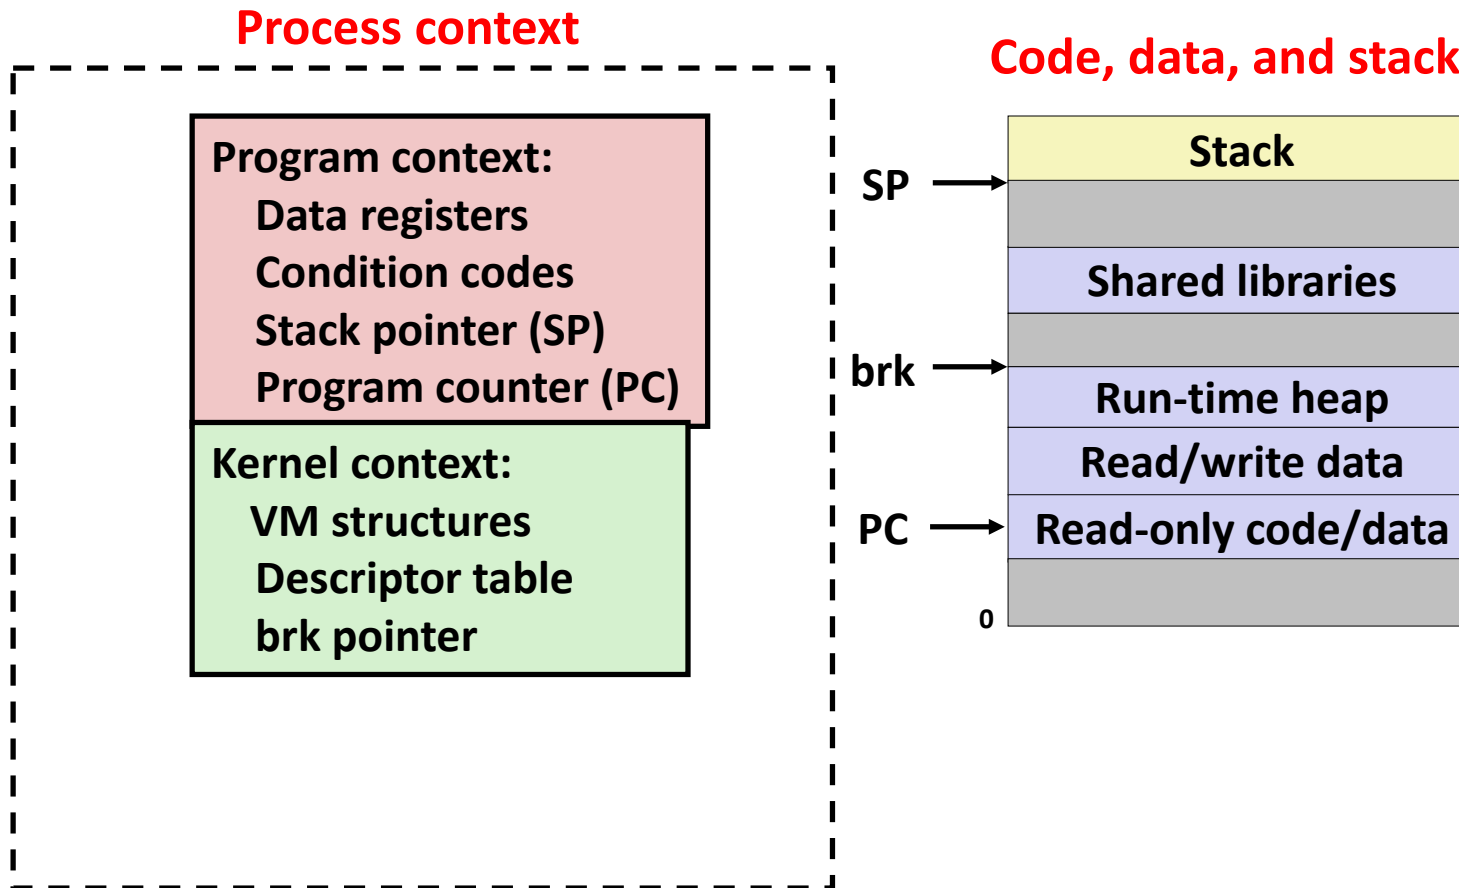 Process context
Program context:
Data registers
Condition codes
Stack pointer (SP)
Program counter (PC)
Kernel context:
VM structures
Descriptor table
brk pointer
Code, data, and stack
Stack
SP
Shared libraries
brk
Run-time heap
Read/write data
PC
Read-only code/data
0